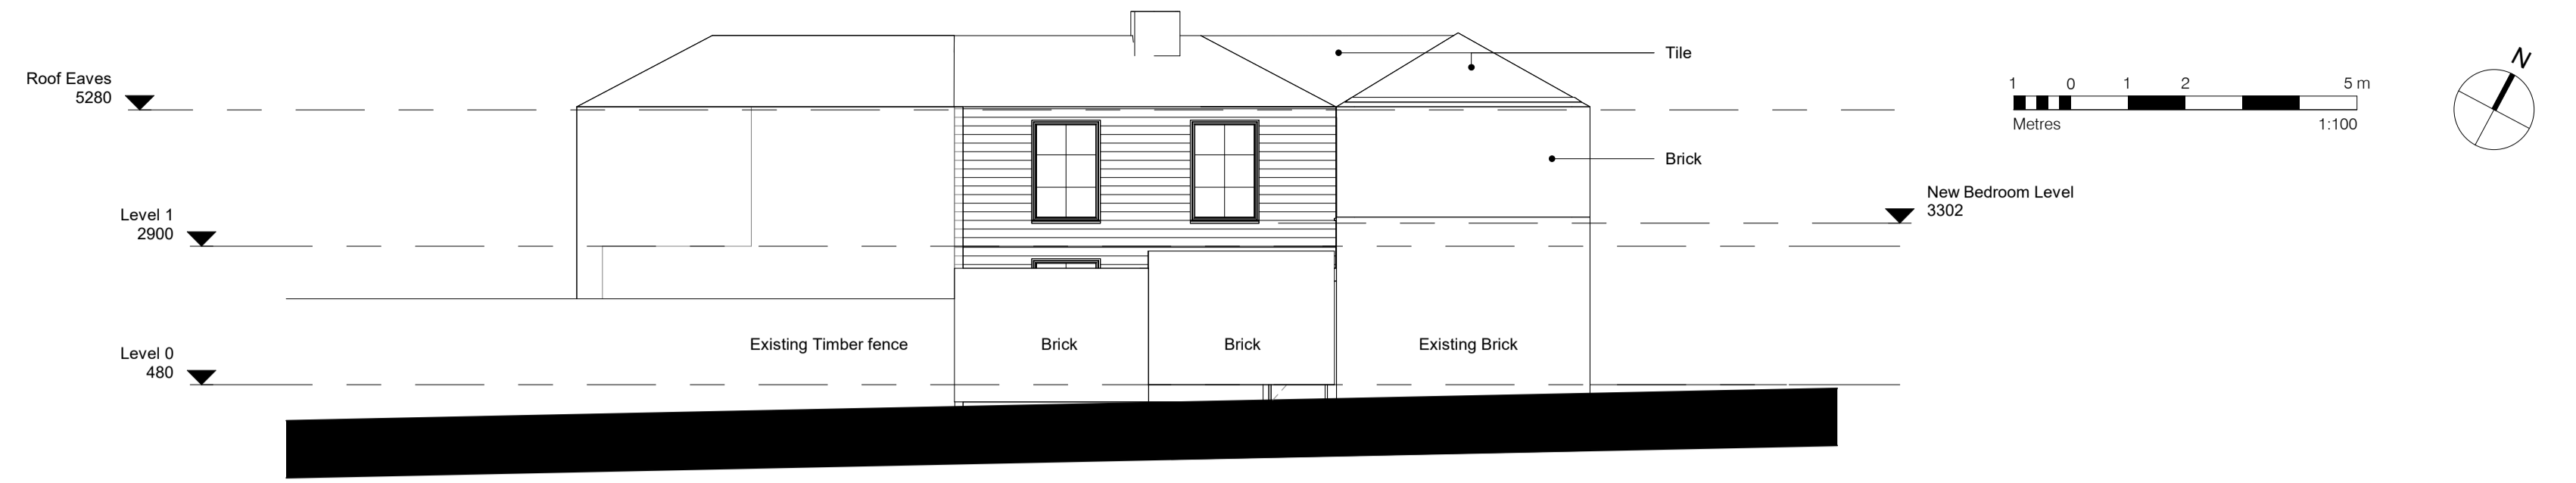 Roof Eaves
5280
Tile
N
1 0 1 2 5 m
Metres 1:100
Brick
New Bedroom Level
3302
Level 1
2900
Existing Timber fence
Brick
Brick
Existing Brick
Level 0
480